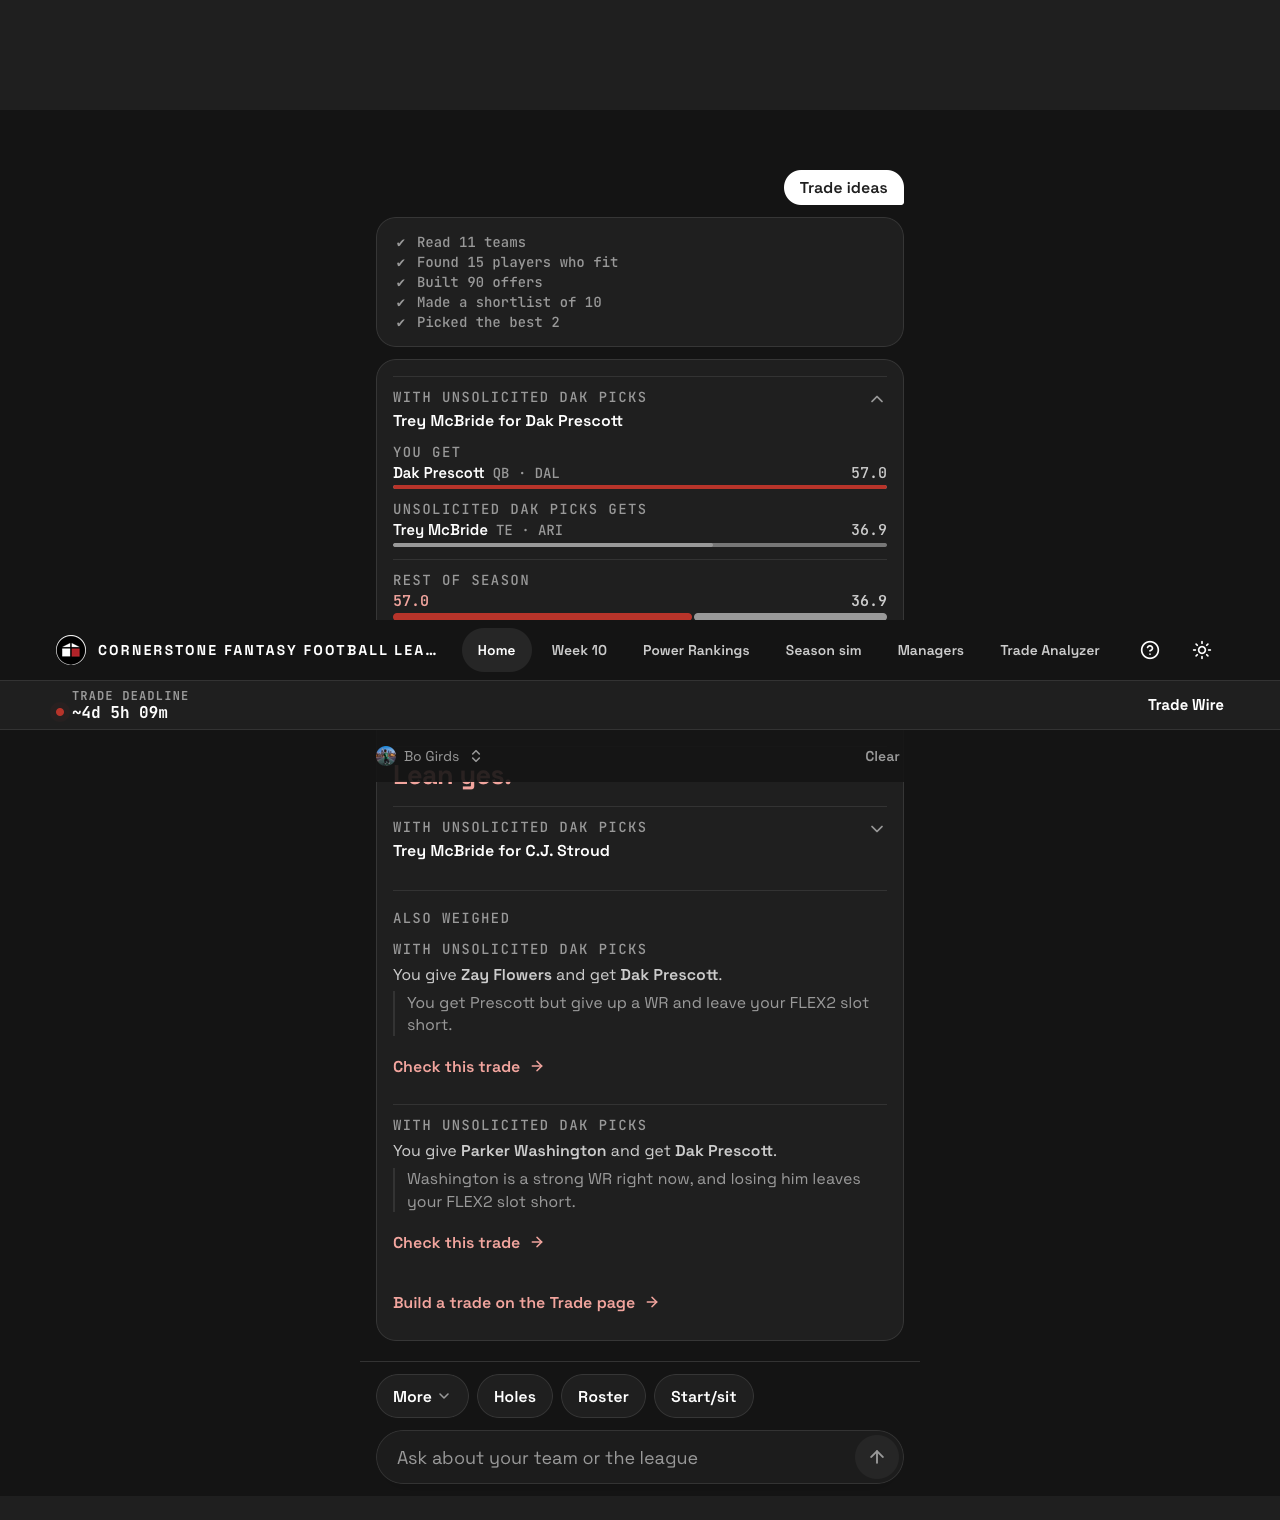 Trade ideas
✔ Read 11 teams
✔ Found 15 players who fit
✔ Built 90 offers
✔ Made a shortlist of 10
✔ Picked the best 2
WITH UNSOLICITED DAK PICKS
Trey McBride for Dak Prescott
YOU GET
Dak Prescott QB · DAL 57.0
UNSOLICITED DAK PICKS GETS
Trey McBride TE · ARI 36.9
REST OF SEASON
57.0 36.9
CORNERSTONE FANTASY FOOTBALL LEA… Home Week 10 Power Rankings Season sim Managers Trade Analyzer
TRADE DEADLINE
~4d 5h 09m
Trade Wire
Bo Girds Clear
Lean yes.
WITH UNSOLICITED DAK PICKS
Trey McBride for C.J. Stroud
ALSO WEIGHED
WITH UNSOLICITED DAK PICKS
You give Zay Flowers and get Dak Prescott.
You get Prescott but give up a WR and leave your FLEX2 slot
short.
Check this trade →
WITH UNSOLICITED DAK PICKS
You give Parker Washington and get Dak Prescott.
Washington is a strong WR right now, and losing him leaves
your FLEX2 slot short.
Check this trade →
Build a trade on the Trade page →
More Holes Roster Start/sit
Ask about your team or the league